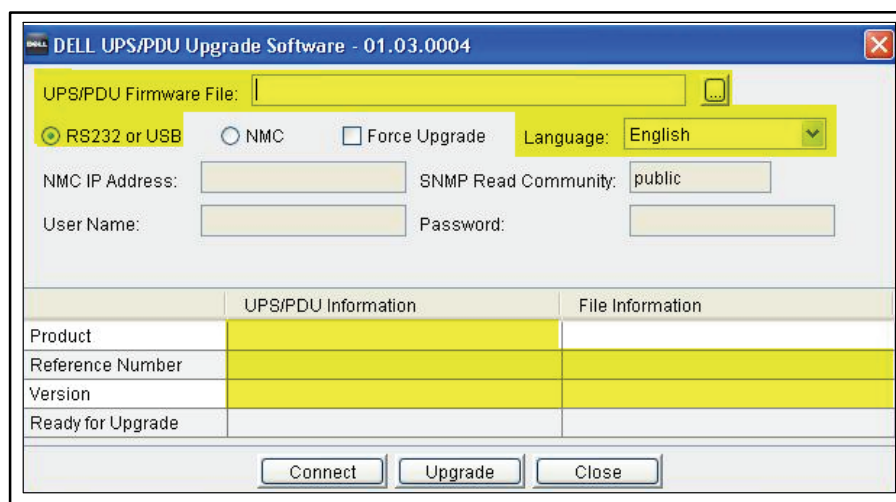 DELL DELL UPS/PDU Upgrade Software - 01.03.0004
UPS/PDU Firmware File: ...
RS232 or USB NMC Force Upgrade Language: English
NMC IP Address: SNMP Read Community: public
User Name: Password:
UPS/PDU Information File Information
Product
Reference Number
Version
Ready for Upgrade
Connect Upgrade Close